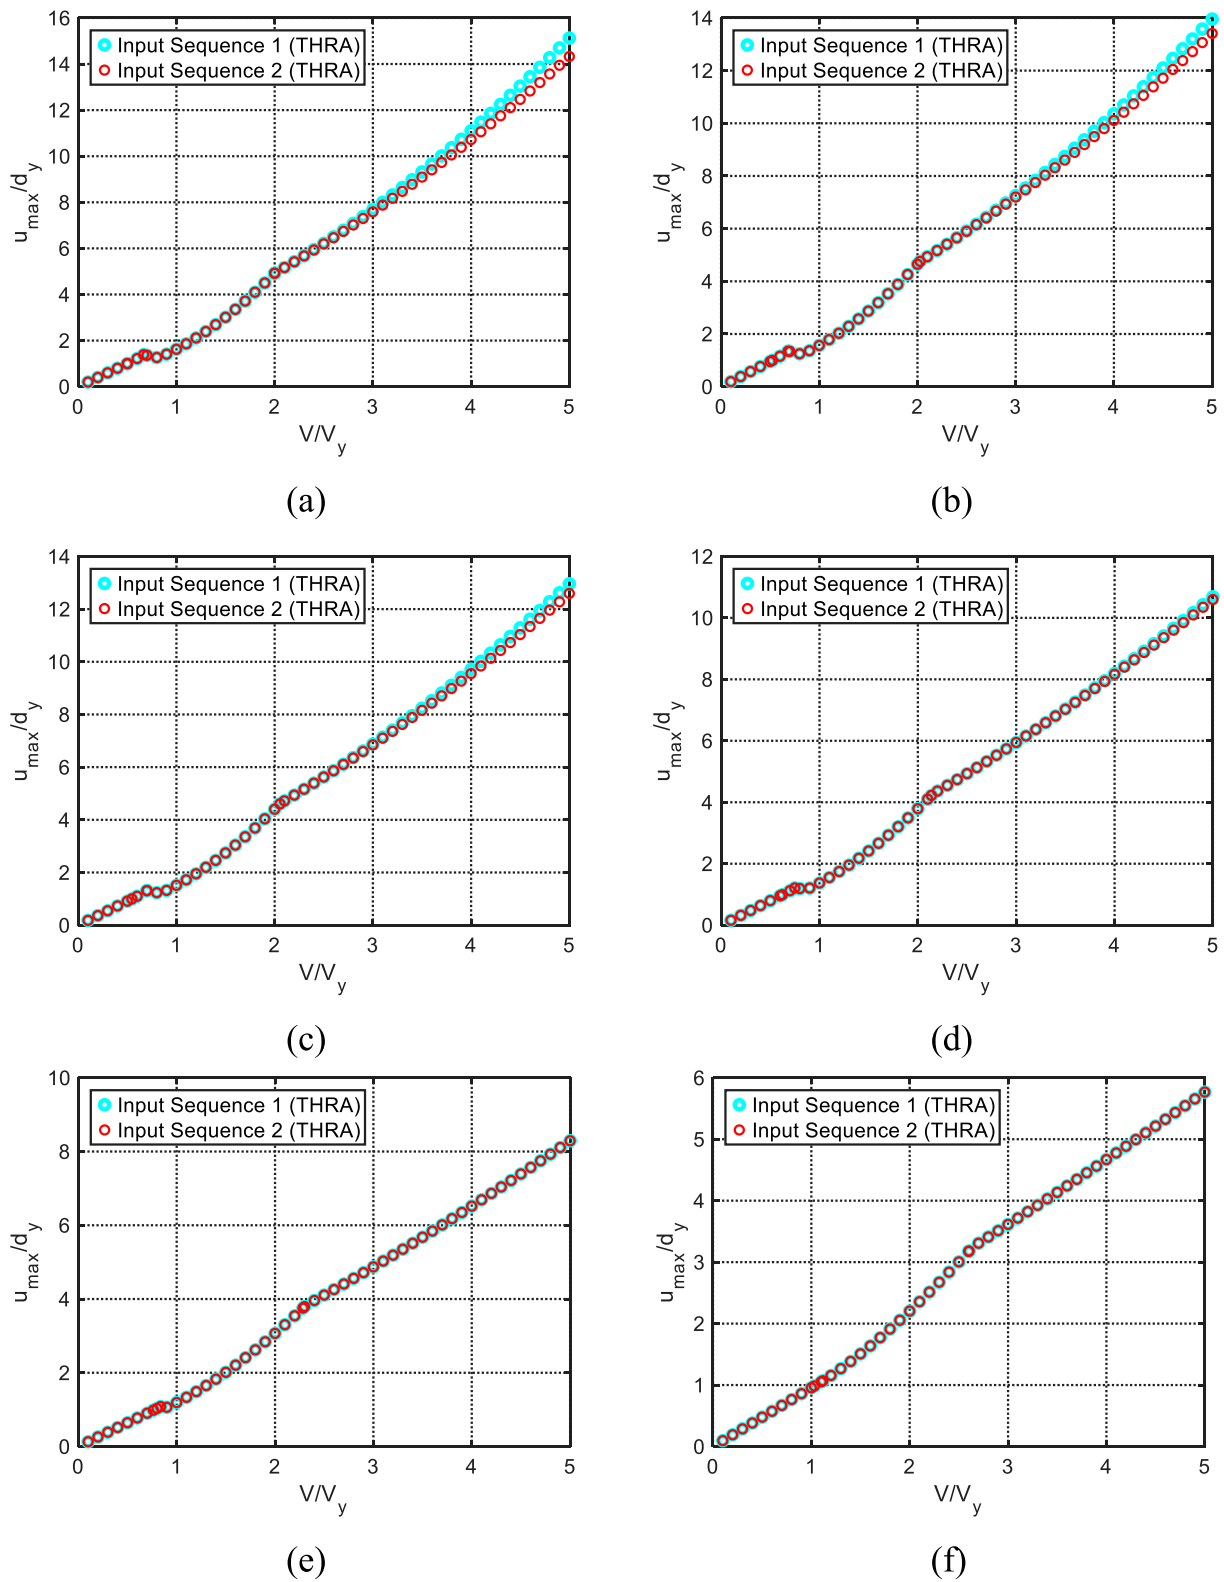 16
14
12
10
8
6
4
2
0
u_max/d_y
Input Sequence 1 (THRA)
Input Sequence 2 (THRA)
0 1 2 3 4 5
V/V_y
(a)
14
12
10
8
6
4
2
0
u_max/d_y
Input Sequence 1 (THRA)
Input Sequence 2 (THRA)
0 1 2 3 4 5
V/V_y
(b)
14
12
10
8
6
4
2
0
u_max/d_y
Input Sequence 1 (THRA)
Input Sequence 2 (THRA)
0 1 2 3 4 5
V/V_y
(c)
12
10
8
6
4
2
0
u_max/d_y
Input Sequence 1 (THRA)
Input Sequence 2 (THRA)
0 1 2 3 4 5
V/V_y
(d)
10
8
6
4
2
0
u_max/d_y
Input Sequence 1 (THRA)
Input Sequence 2 (THRA)
0 1 2 3 4 5
V/V_y
(e)
6
5
4
3
2
1
0
u_max/d_y
Input Sequence 1 (THRA)
Input Sequence 2 (THRA)
0 1 2 3 4 5
V/V_y
(f)